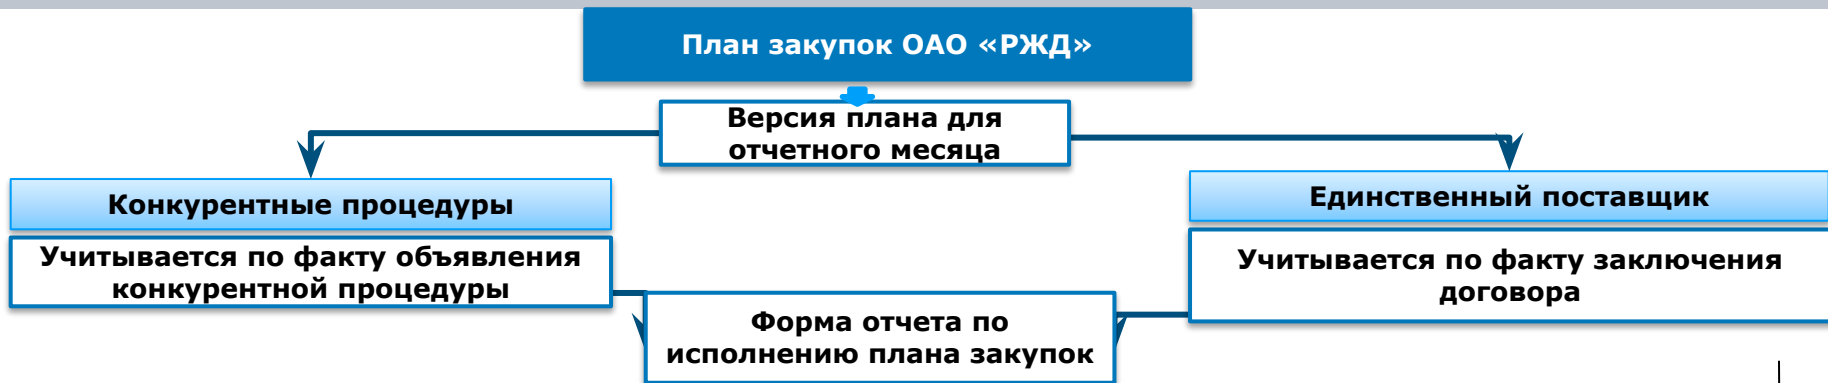 План закупок ОАО «РЖД»
Версия плана для
отчетного месяца
Конкурентные процедуры
Учитывается по факту объявления
конкурентной процедуры
Единственный поставщик
Учитывается по факту заключения
договора
Форма отчета по
исполнению плана закупок